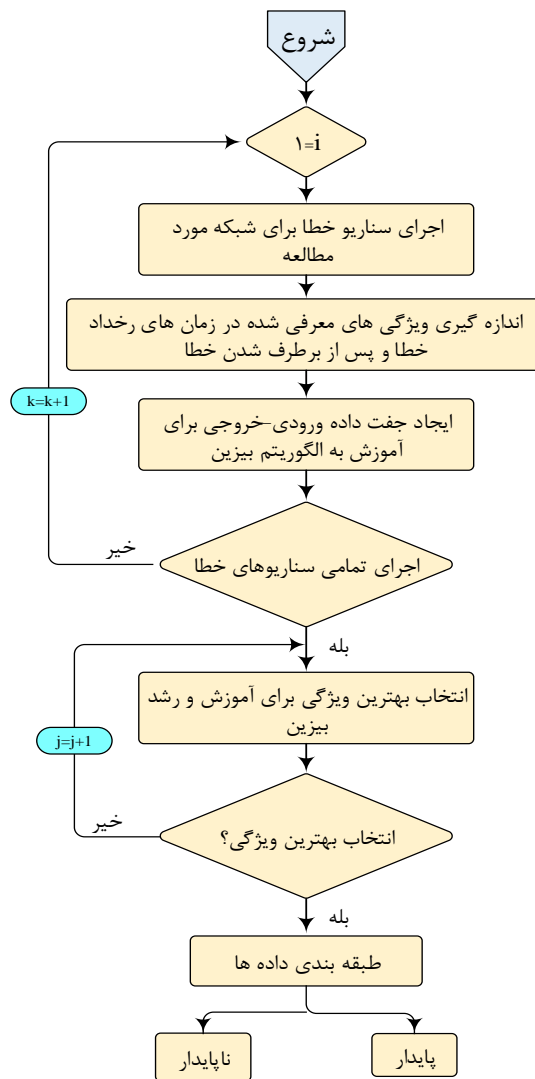 شروع
۱=i
اجرای سناریو خطا برای شبکه مورد
مطالعه
اندازه گیری ویژگی های معرفی شده در زمان های رخداد
خطا و پس از برطرف شدن خطا
k=k+1
ایجاد جفت داده ورودی-خروجی برای
آموزش به الگوریتم بیزین
خیر
اجرای تمامی سناریوهای خطا
بله
انتخاب بهترین ویژگی برای آموزش و رشد
بیزین
j=j+1
خیر
انتخاب بهترین ویژگی؟
بله
طبقه بندی داده ها
پایدار
ناپایدار